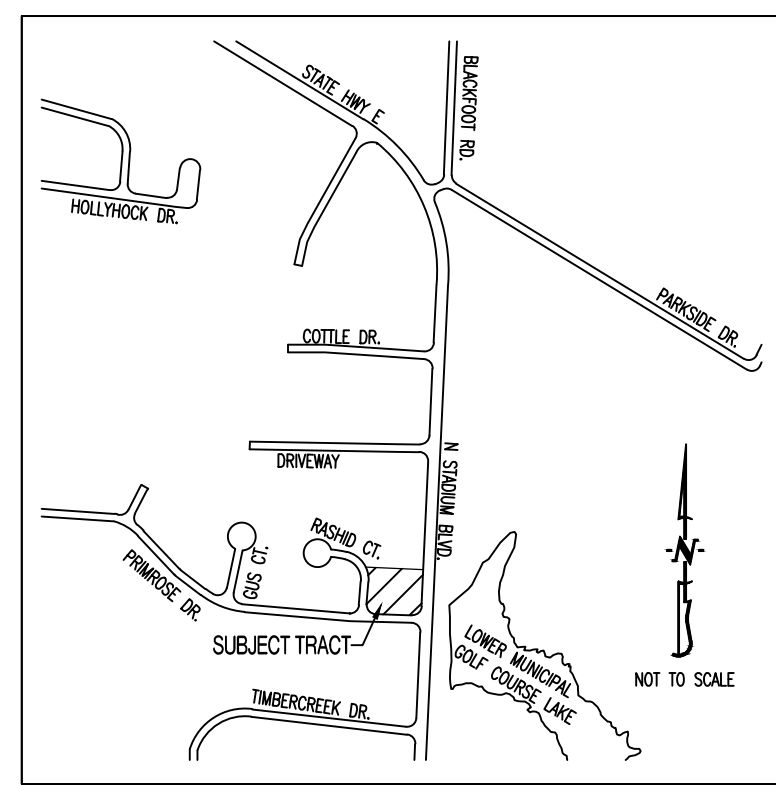 STATE HWY E
BLACKFOOT RD.
HOLLYHOCK DR.
PARKSIDE DR.
COTTLE DR.
DRIVEWAY
N STADIUM BLVD.
RASHID CT.
GUS CT.
PRIMROSE DR.
SUBJECT TRACT
LOWER MUNICIPAL
GOLF COURSE LAKE
N
NOT TO SCALE
TIMBERCREEK DR.